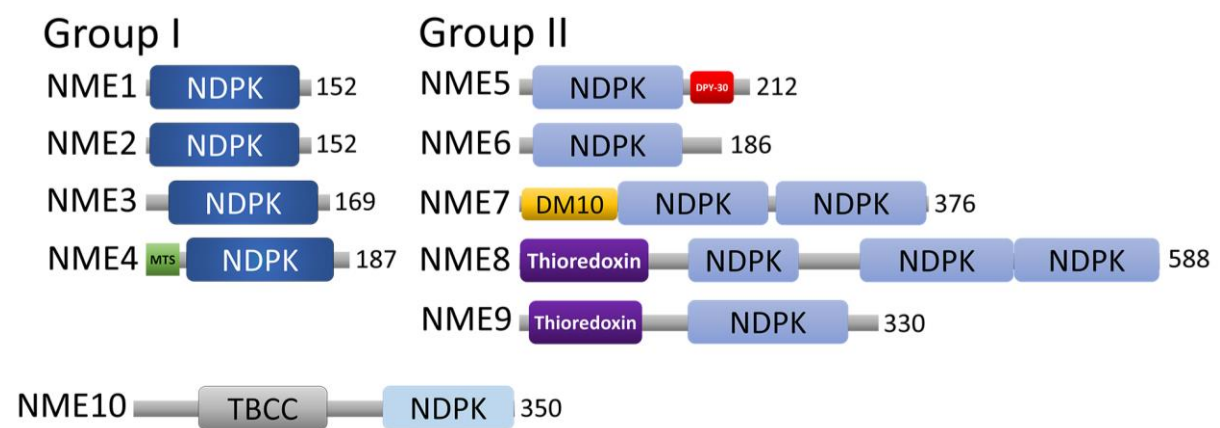 Group I
NME1 NDPK 152
NME2 NDPK 152
NME3 NDPK 169
NME4 MTS NDPK 187
Group II
NME5 NDPK DPY-30 212
NME6 NDPK 186
NME7 DM10 NDPK NDPK 376
NME8 Thioredoxin NDPK NDPK NDPK 588
NME9 Thioredoxin NDPK 330
NME10 TBCC NDPK 350